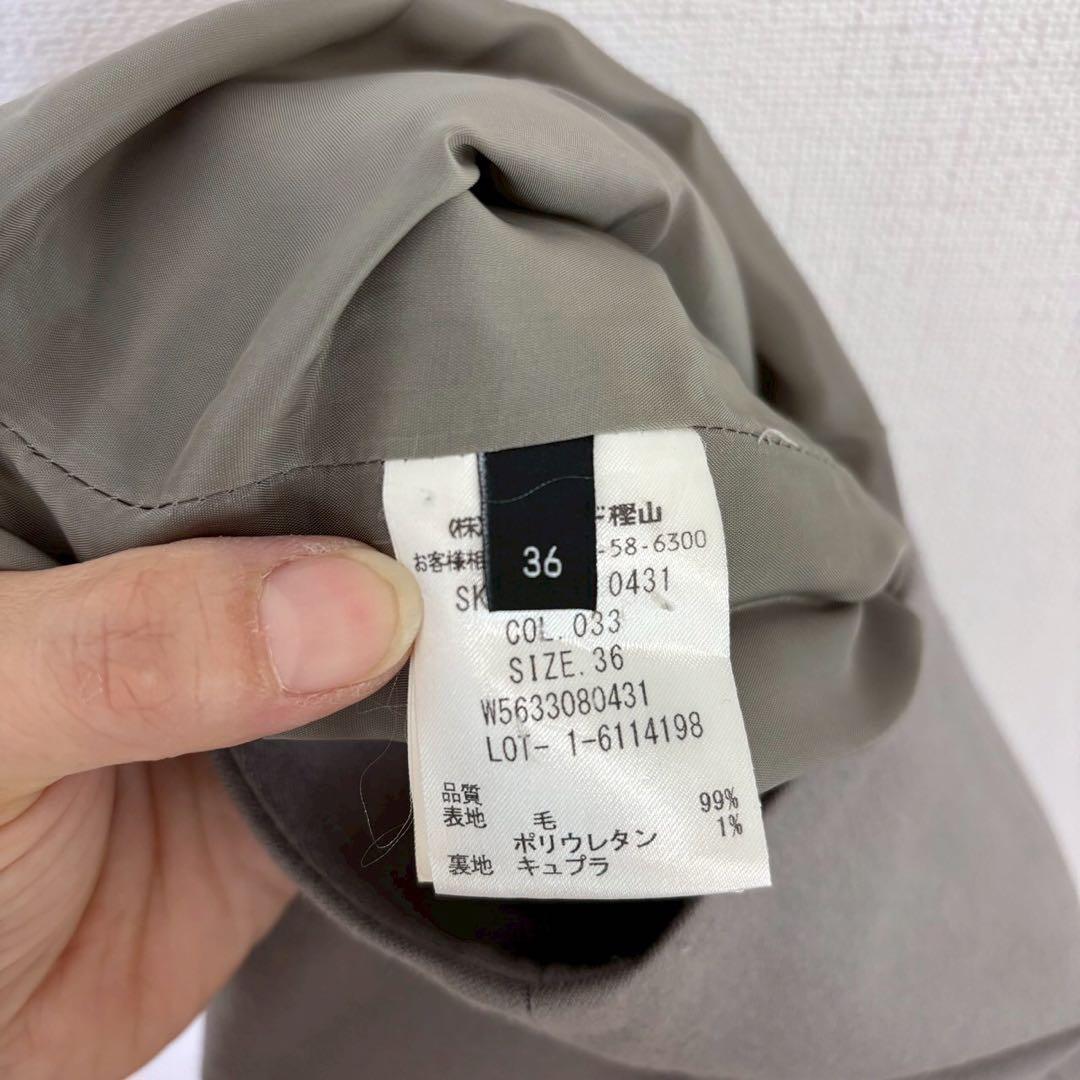 (株) ド樫山
お客様相 -58-6300
36
SK 0431
COL. 033
SIZE. 36
W5633080431
LOT- 1-6114198
品質
表地 毛 99%
ポリウレタン 1%
裏地 キュプラ